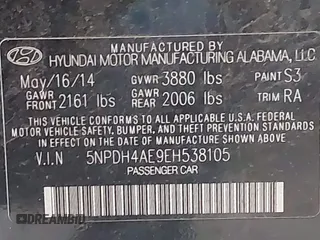 MANUFACTURED BY
HYUNDAI MOTOR MANUFACTURING ALABAMA, LLC
May/16/14 GVWR 3880 lbs PAINT S3
GAWR FRONT 2161 lbs GAWR REAR 2006 lbs TRIM RA
THIS VEHICLE CONFORMS TO ALL APPLICABLE U.S.A. FEDERAL MOTOR
VEHICLE SAFETY, BUMPER, AND THEFT PREVENTION STANDARDS
IN EFFECT ON THE DATE OF MANUFACTURE SHOWN ABOVE.
V.I.N 5NPDH4AE9EH538105
PASSENGER CAR
DREAMBID